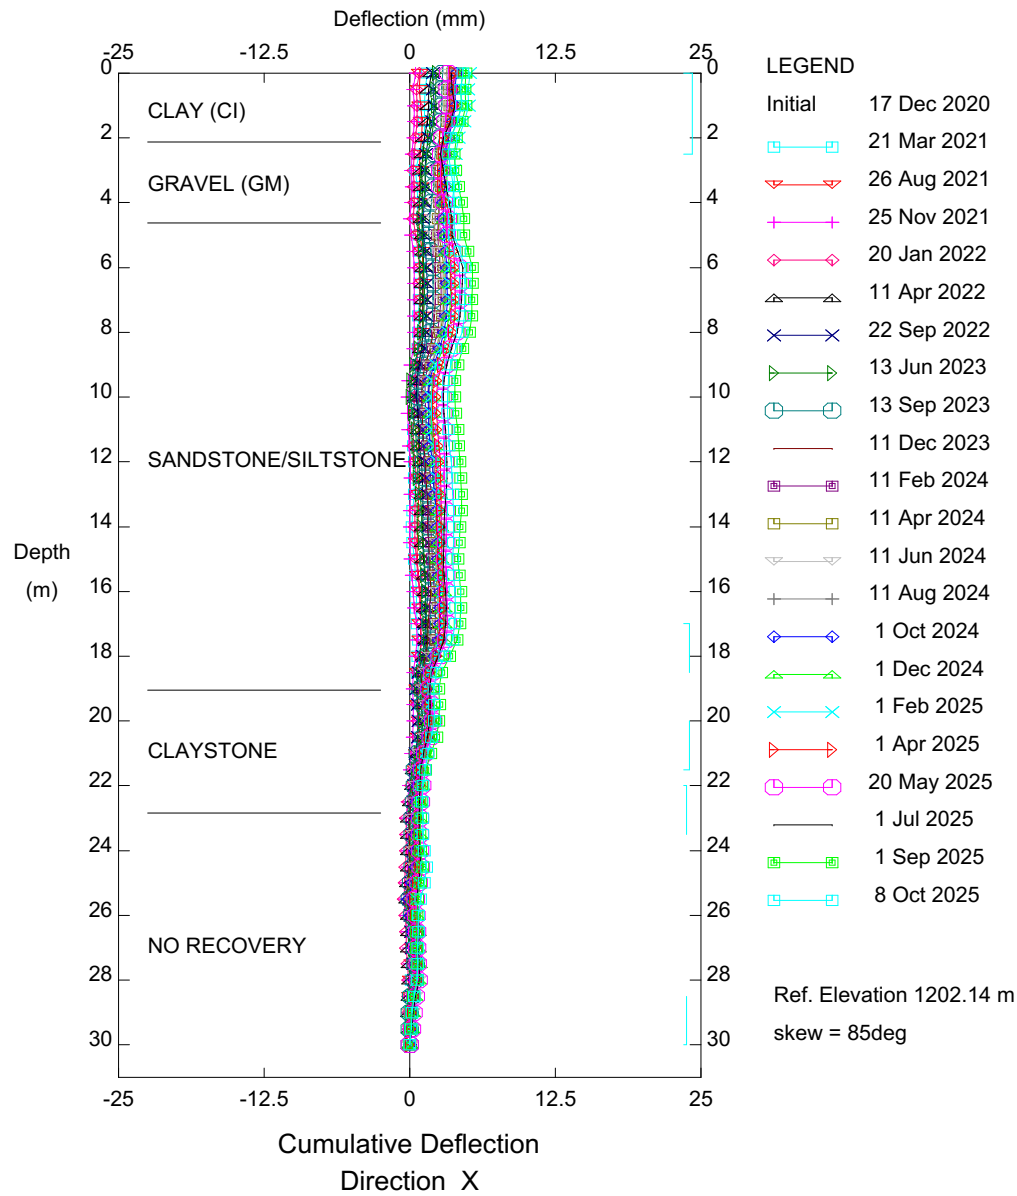 Deflection (mm)
-25 -12.5 0 12.5 25
0 0
2 2
4 4
6 6
8 8
10 10
12 12
14 14
16 16
18 18
20 20
22 22
24 24
26 26
28 28
30 30
CLAY (CI)
GRAVEL (GM)
SANDSTONE/SILTSTONE
CLAYSTONE
NO RECOVERY
Depth
(m)
-25 -12.5 0 12.5 25
Cumulative Deflection
Direction X
LEGEND
Initial 17 Dec 2020
21 Mar 2021
26 Aug 2021
25 Nov 2021
20 Jan 2022
11 Apr 2022
22 Sep 2022
13 Jun 2023
13 Sep 2023
11 Dec 2023
11 Feb 2024
11 Apr 2024
11 Jun 2024
11 Aug 2024
1 Oct 2024
1 Dec 2024
1 Feb 2025
1 Apr 2025
20 May 2025
1 Jul 2025
1 Sep 2025
8 Oct 2025
Ref. Elevation 1202.14 m
skew = 85deg